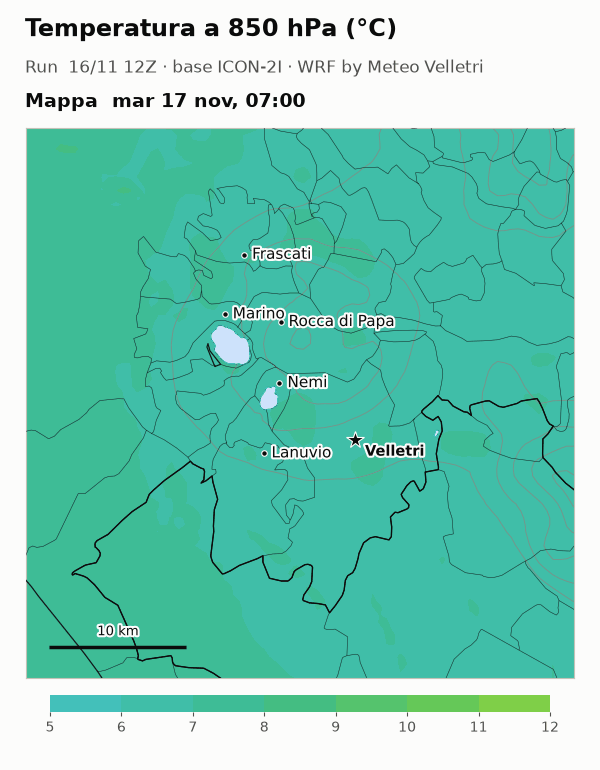 Temperatura a 850 hPa (°C)
Run  16/11 12Z · base ICON-2I · WRF by Meteo Velletri
Mappa  mar 17 nov, 07:00
Frascati
Marino
Rocca di Papa
Nemi
Velletri
Lanuvio
10 km
5 6 7 8 9 10 11 12